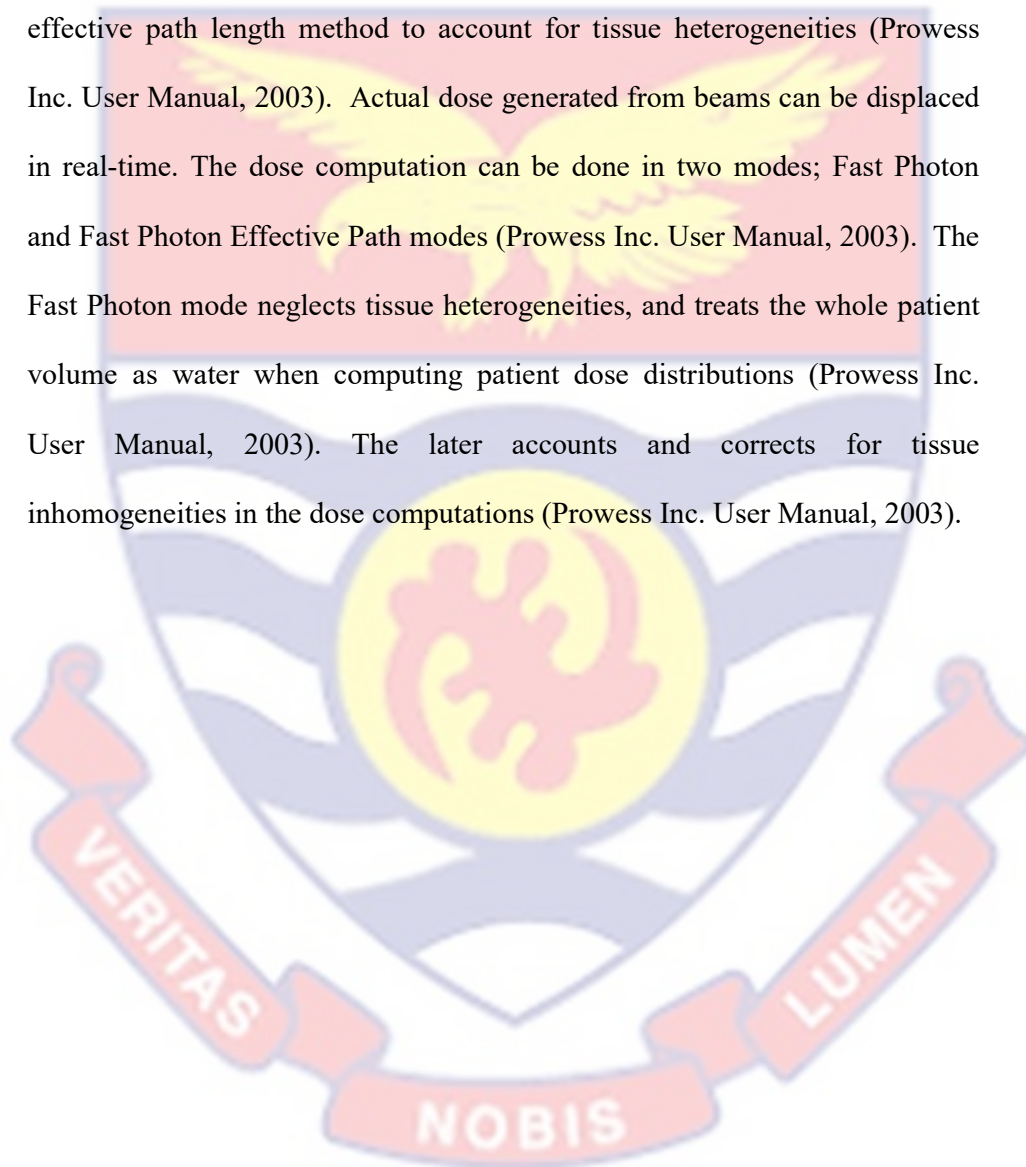 effective path length method to account for tissue heterogeneities (Prowess
Inc. User Manual, 2003).  Actual dose generated from beams can be displaced
in real-time. The dose computation can be done in two modes; Fast Photon
and Fast Photon Effective Path modes (Prowess Inc. User Manual, 2003).  The
Fast Photon mode neglects tissue heterogeneities, and treats the whole patient
volume as water when computing patient dose distributions (Prowess Inc.
User Manual, 2003). The later accounts and corrects for tissue
inhomogeneities in the dose computations (Prowess Inc. User Manual, 2003).
VERITAS
NOBIS
LUMEN